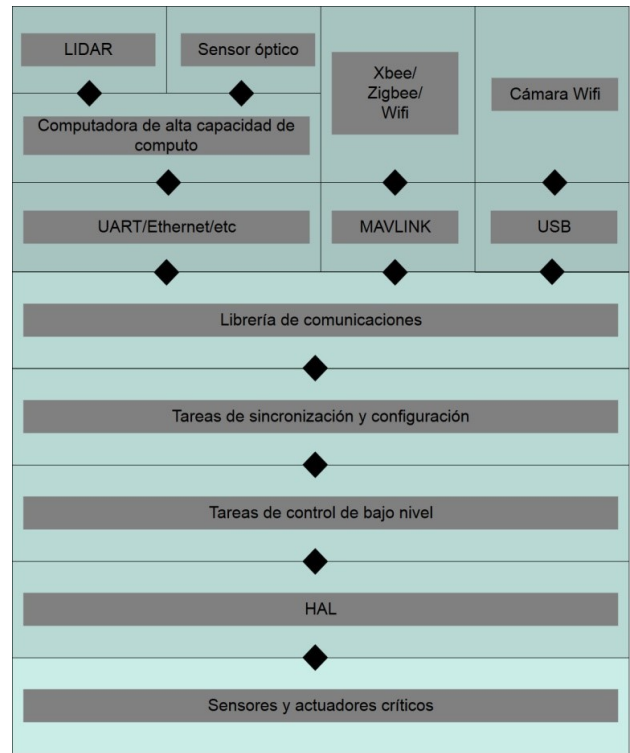 LIDAR
Sensor óptico
Xbee/
Zigbee/
Wifi
Cámara Wifi
Computadora de alta capacidad de
computo
UART/Ethernet/etc
MAVLINK
USB
Librería de comunicaciones
Tareas de sincronización y configuración
Tareas de control de bajo nivel
HAL
Sensores y actuadores críticos